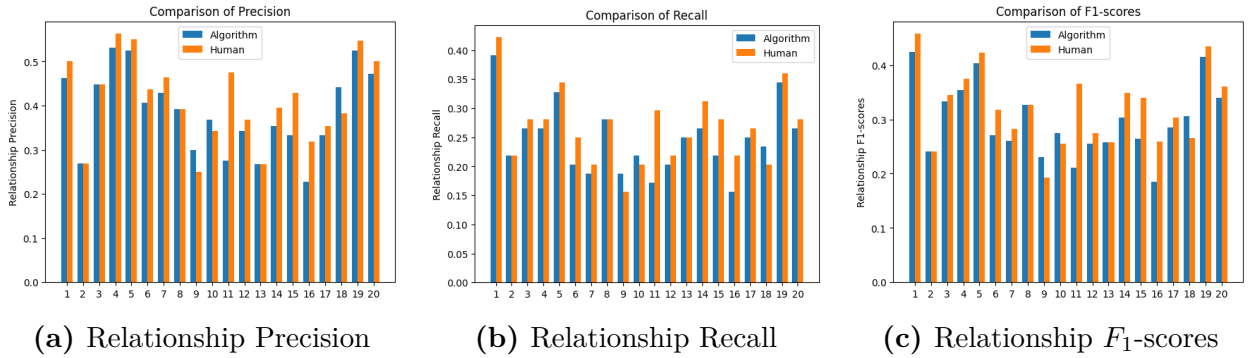 Comparison of Precision
Algorithm
Human
Relationship Precision
0.5
0.4
0.3
0.2
0.1
0.0
1 2 3 4 5 6 7 8 9 10 11 12 13 14 15 16 17 18 19 20
(a) Relationship Precision
Comparison of Recall
Algorithm
Human
Relationship Recall
0.40
0.35
0.30
0.25
0.20
0.15
0.10
0.05
0.00
1 2 3 4 5 6 7 8 9 10 11 12 13 14 15 16 17 18 19 20
(b) Relationship Recall
Comparison of F1-scores
Algorithm
Human
Relationship F1-scores
0.4
0.3
0.2
0.1
0.0
1 2 3 4 5 6 7 8 9 10 11 12 13 14 15 16 17 18 19 20
(c) Relationship F₁-scores